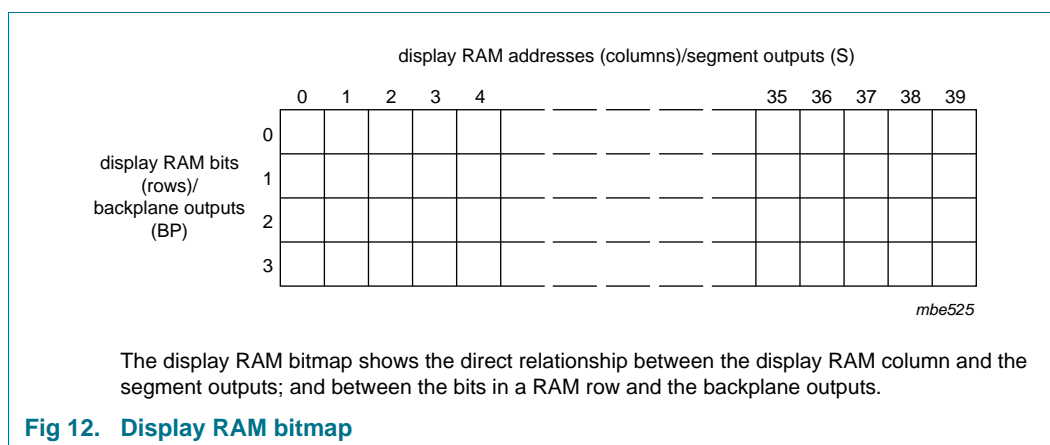 display RAM addresses (columns)/segment outputs (S)
0 1 2 3 4 35 36 37 38 39
0
display RAM bits
1
(rows)/
backplane outputs
2
(BP)
3
mbe525
The display RAM bitmap shows the direct relationship between the display RAM column and the
segment outputs; and between the bits in a RAM row and the backplane outputs.
Fig 12. Display RAM bitmap